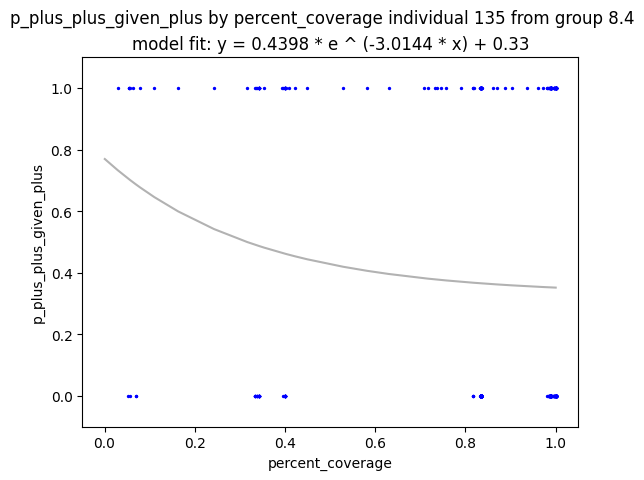 p_plus_plus_given_plus by percent_coverage individual 135 from group 8.4
model fit: y = 0.4398 * e ^ (-3.0144 * x) + 0.33
1.0
0.8
0.6
0.4
0.2
0.0
p_plus_plus_given_plus
0.0 0.2 0.4 0.6 0.8 1.0
percent_coverage